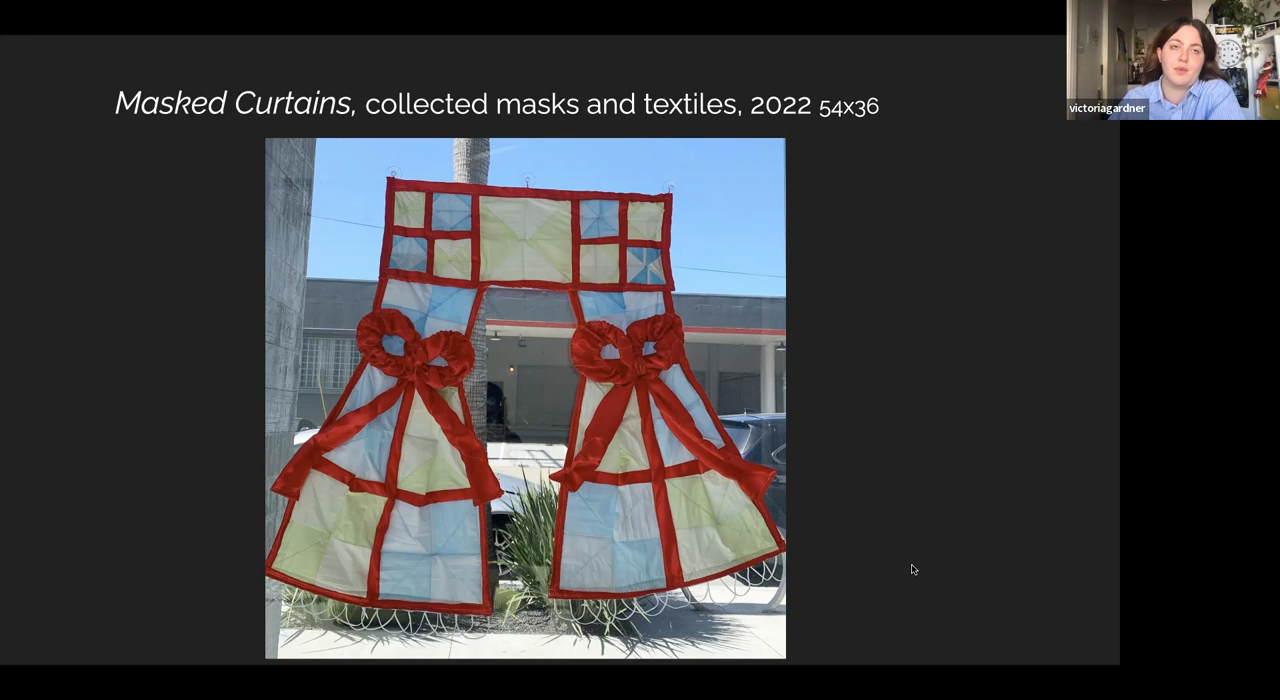 Masked Curtains, collected masks and textiles, 2022 54x36
victoriagardner